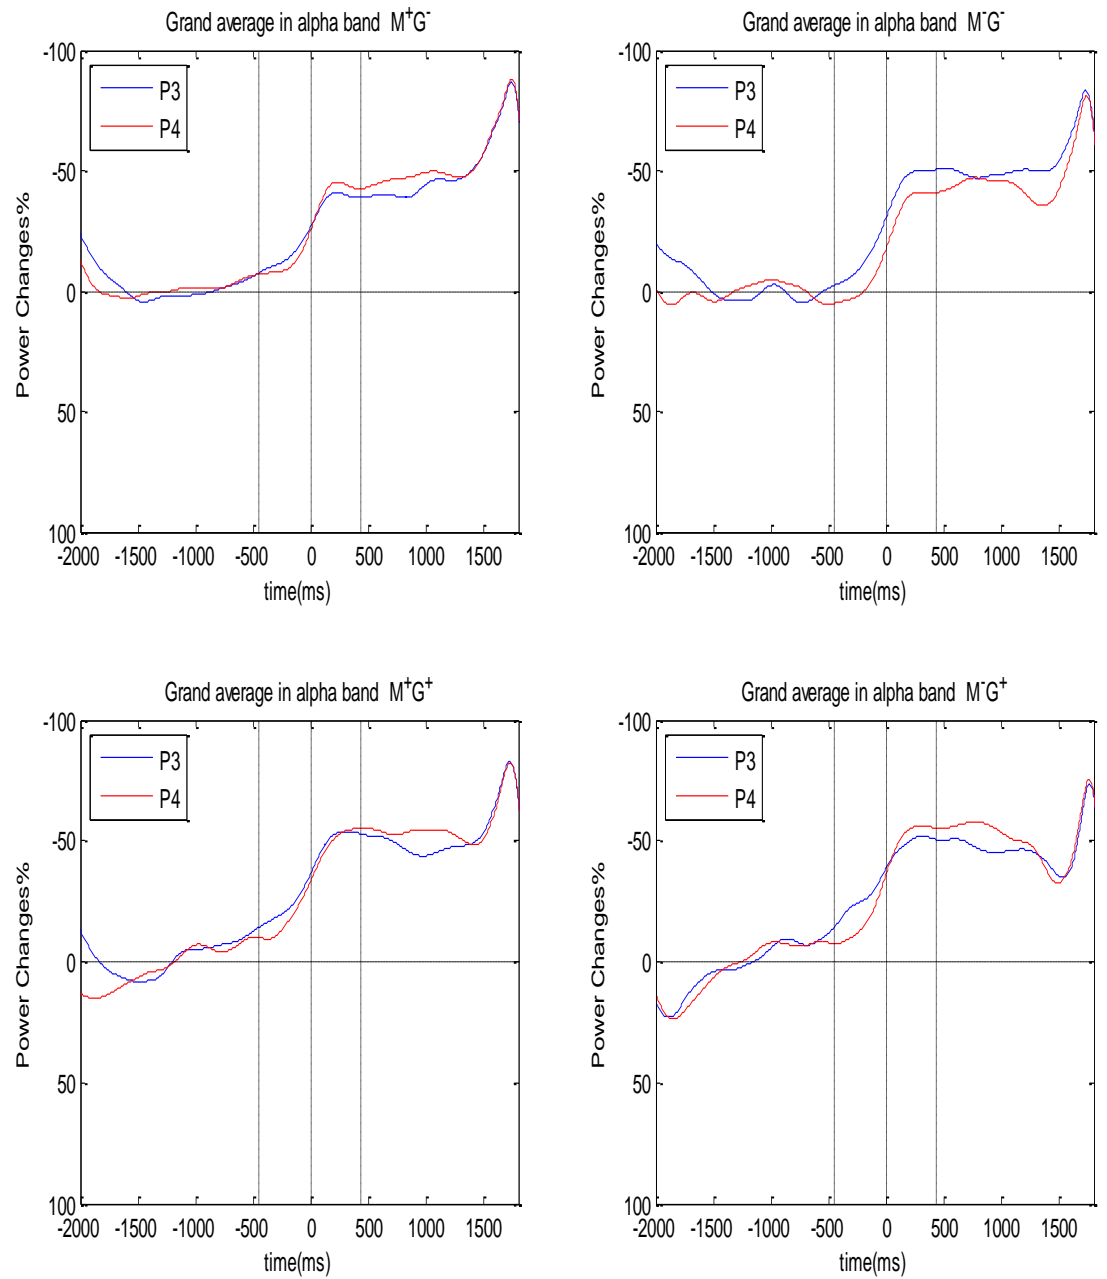 Grand average in alpha band M⁺G⁻
-100
-50
0
50
100
Power Changes%
P3
P4
-2000 -1500 -1000 -500 0 500 1000 1500
time(ms)
Grand average in alpha band M⁻G⁻
-100
-50
0
50
100
Power Changes%
P3
P4
-2000 -1500 -1000 -500 0 500 1000 1500
time(ms)
Grand average in alpha band M⁺G⁺
-100
-50
0
50
100
Power Changes%
P3
P4
-2000 -1500 -1000 -500 0 500 1000 1500
time(ms)
Grand average in alpha band M⁻G⁺
-100
-50
0
50
100
Power Changes%
P3
P4
-2000 -1500 -1000 -500 0 500 1000 1500
time(ms)